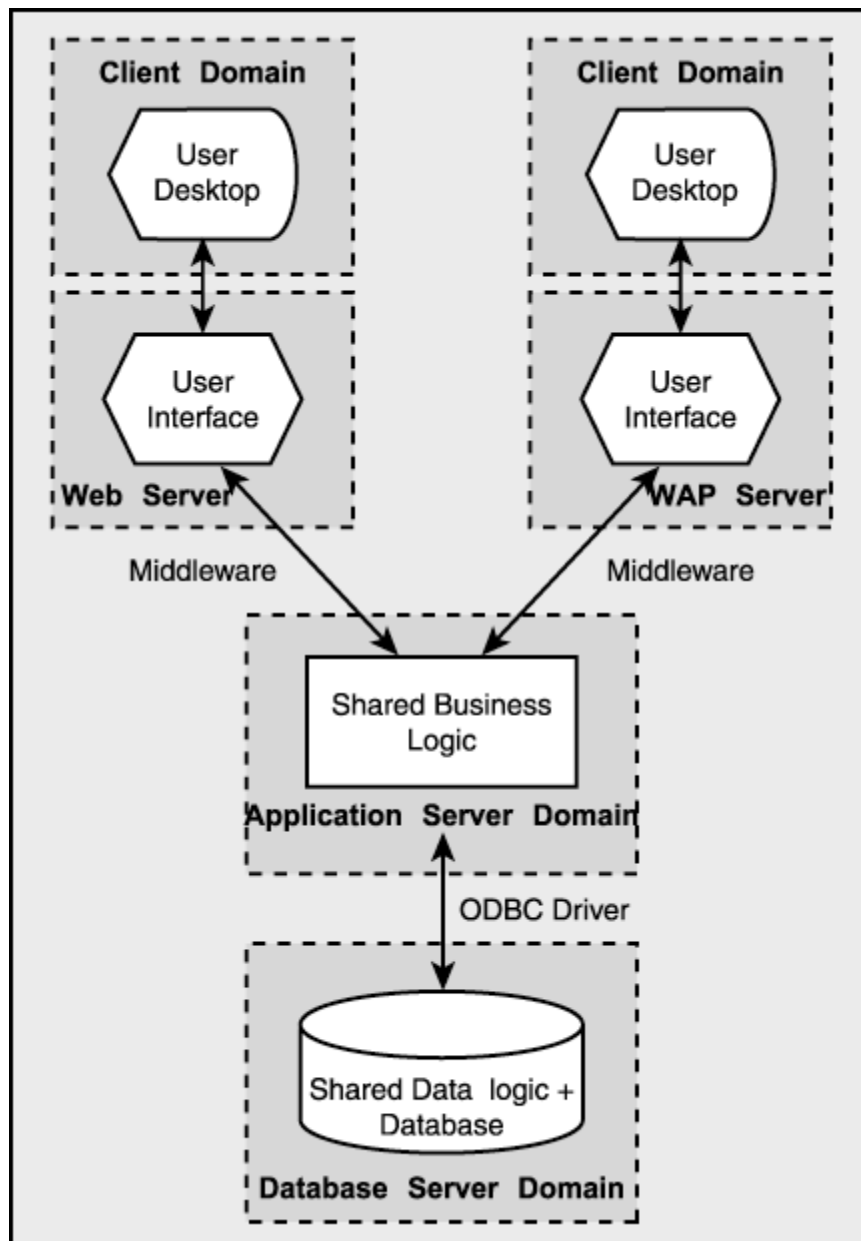 Client Domain
User
Desktop
Client Domain
User
Desktop
User
Interface
Web Server
User
Interface
WAP Server
Middleware
Middleware
Shared Business
Logic
Application Server Domain
ODBC Driver
Shared Data logic +
Database
Database Server Domain